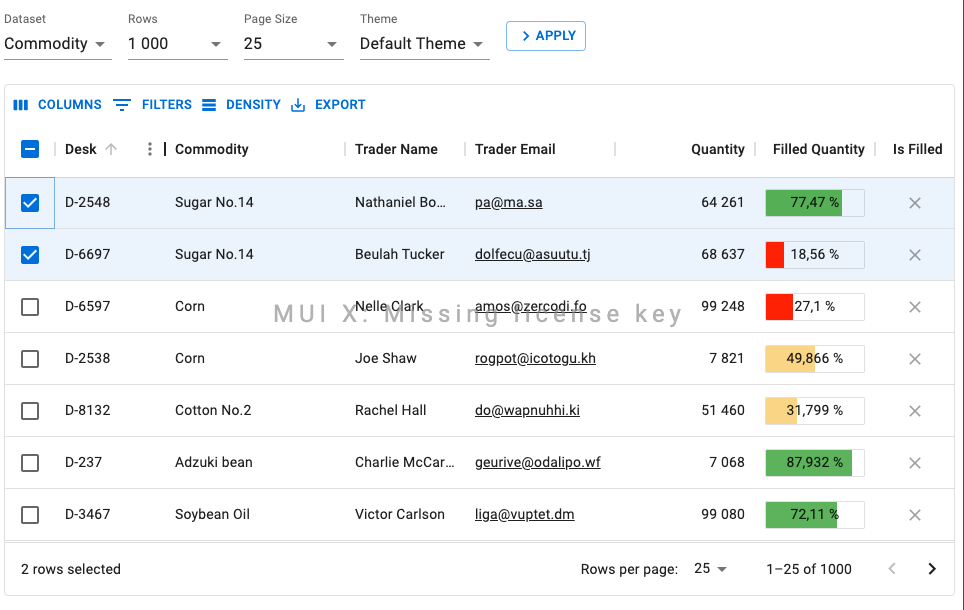 Dataset Rows Page Size Theme
Commodity 1 000 25 Default Theme APPLY
COLUMNS FILTERS DENSITY EXPORT
Desk Commodity Trader Name Trader Email Quantity Filled Quantity Is Filled
D-2548 Sugar No.14 Nathaniel Bo... pa@ma.sa 64 261 77,47 %
D-6697 Sugar No.14 Beulah Tucker dolfecu@asuutu.tj 68 637 18,56 %
D-6597 Corn Nelle Clark amos@zercodi.fo 99 248 27,1 %
MUI X: Missing license key
D-2538 Corn Joe Shaw rogpot@icotogu.kh 7 821 49,866 %
D-8132 Cotton No.2 Rachel Hall do@wapnuhhi.ki 51 460 31,799 %
D-237 Adzuki bean Charlie McCar... geurive@odalipo.wf 7 068 87,932 %
D-3467 Soybean Oil Victor Carlson liga@vuptet.dm 99 080 72,11 %
2 rows selected Rows per page: 25 1–25 of 1000